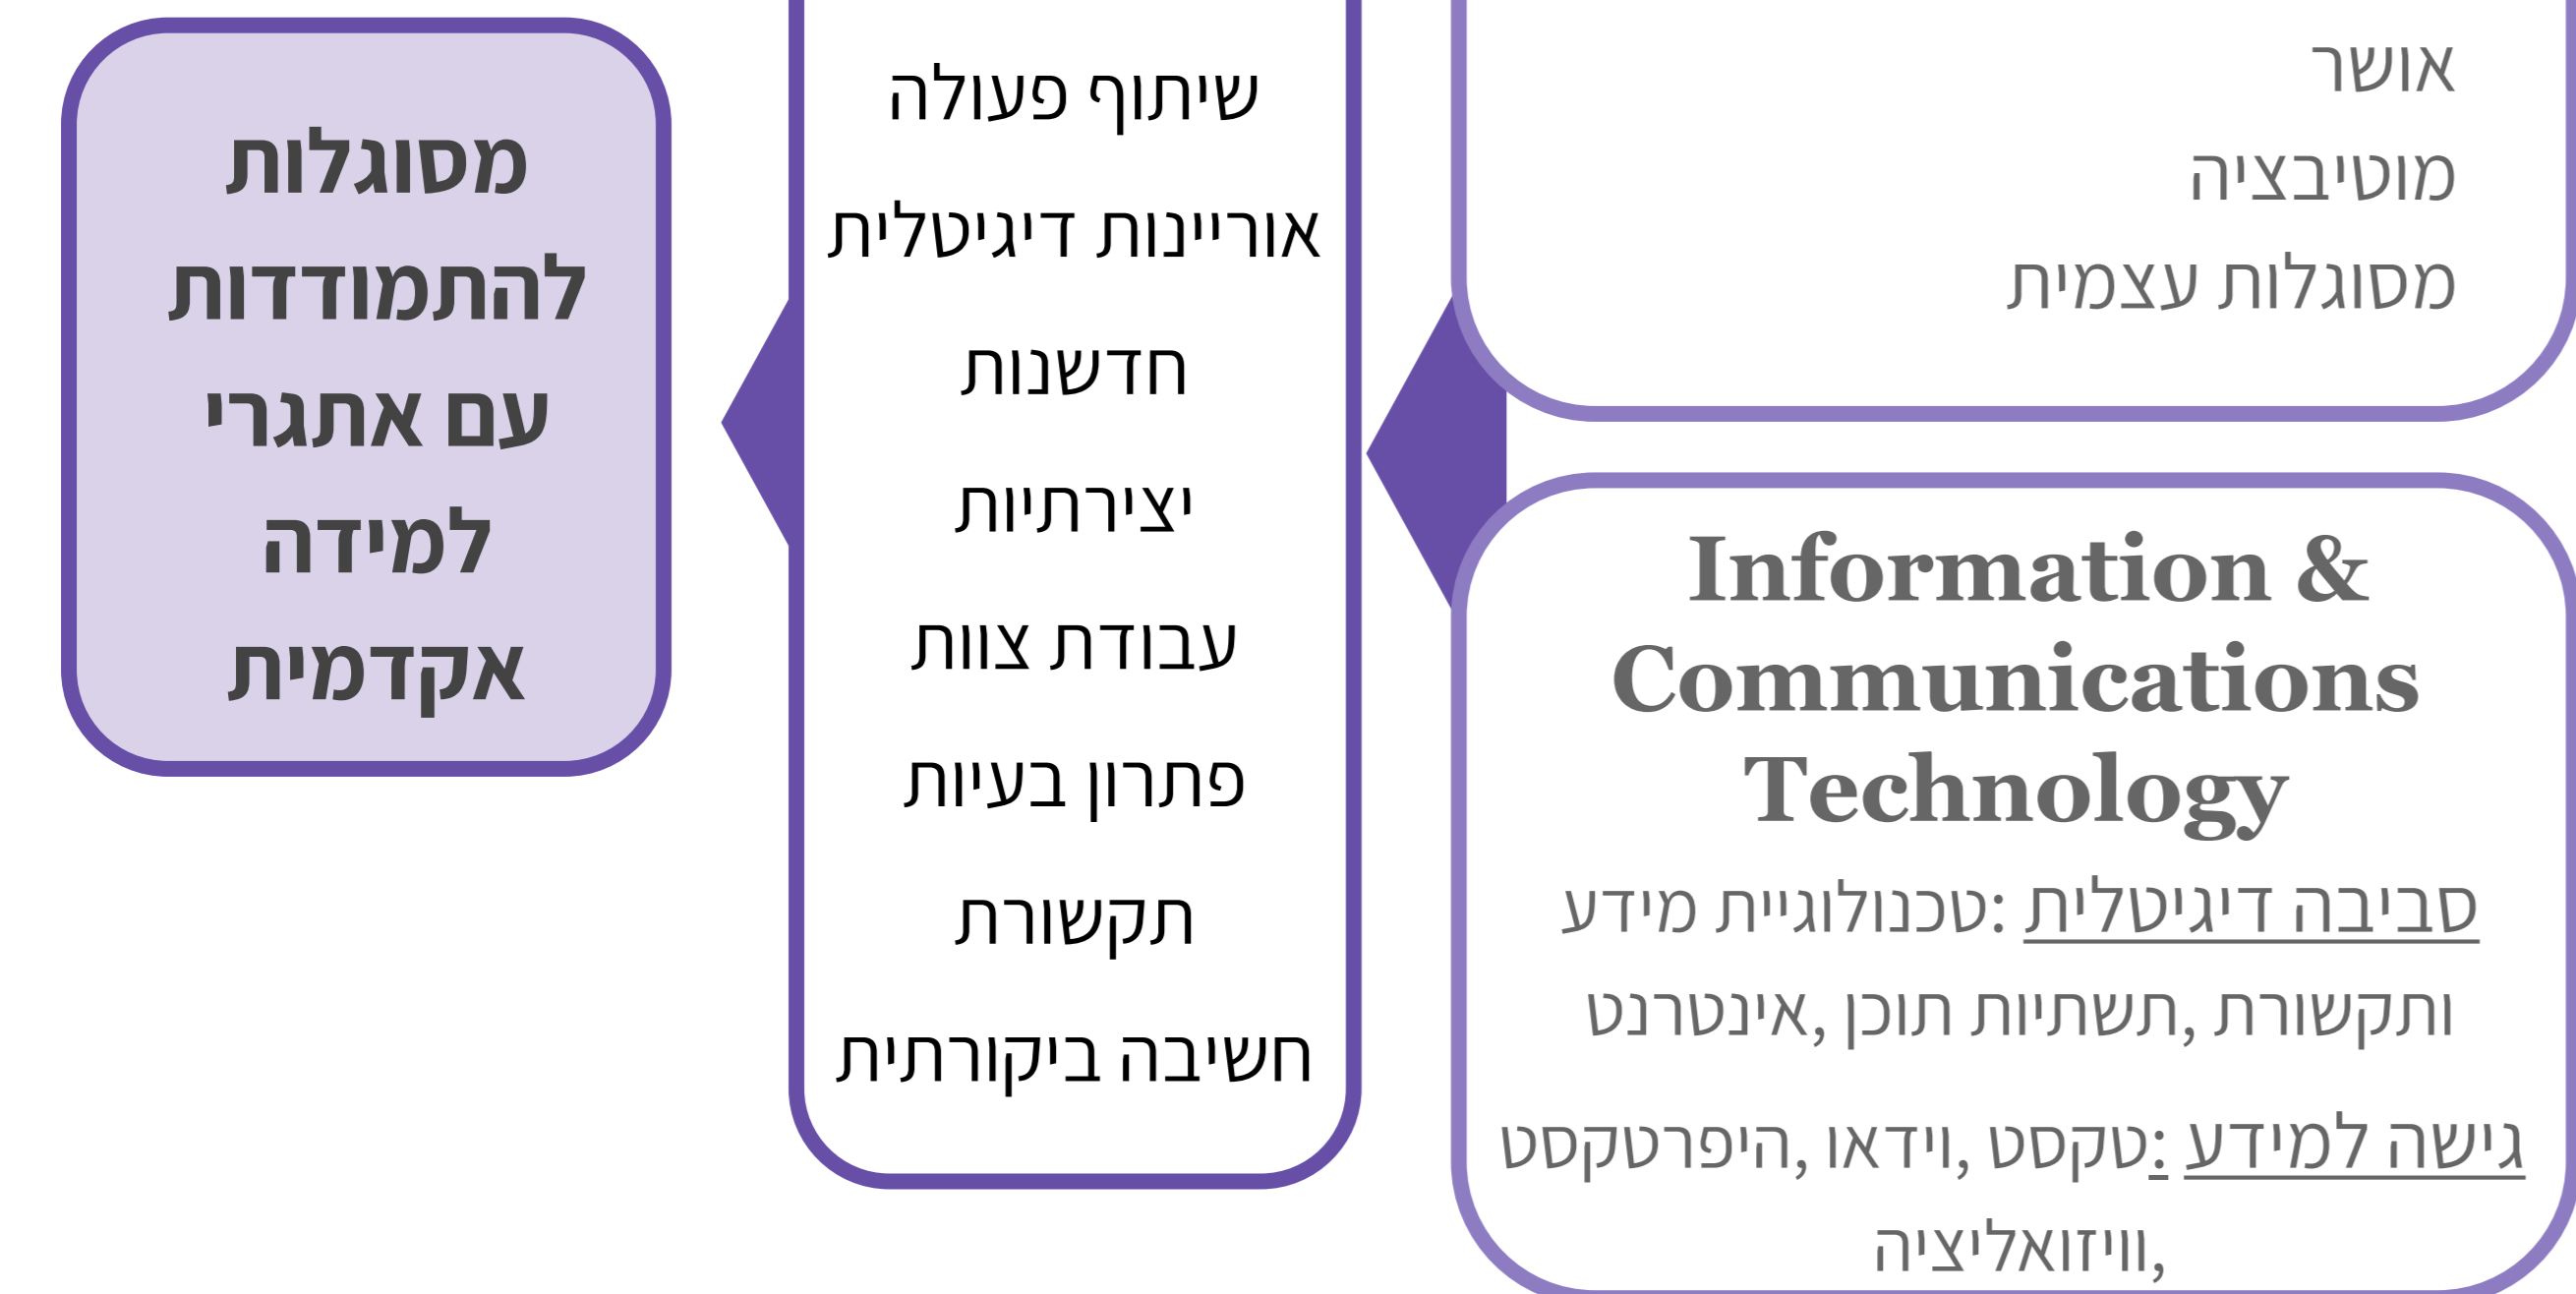 אושר
מוטיבציה
מסוגלות עצמית
Information &
Communications
Technology
סביבה דיגיטלית :טכנולוגיית מידע
ותקשורת ,תשתיות תוכן ,אינטרנט
גישה למידע :טקסט ,וידאו ,היפרטקסט
,וויזואליציה
שיתוף פעולה
אוריינות דיגיטלית
חדשנות
יצירתיות
עבודת צוות
פתרון בעיות
תקשורת
חשיבה ביקורתית
מסוגלות
להתמודדות
עם אתגרי
למידה
אקדמית